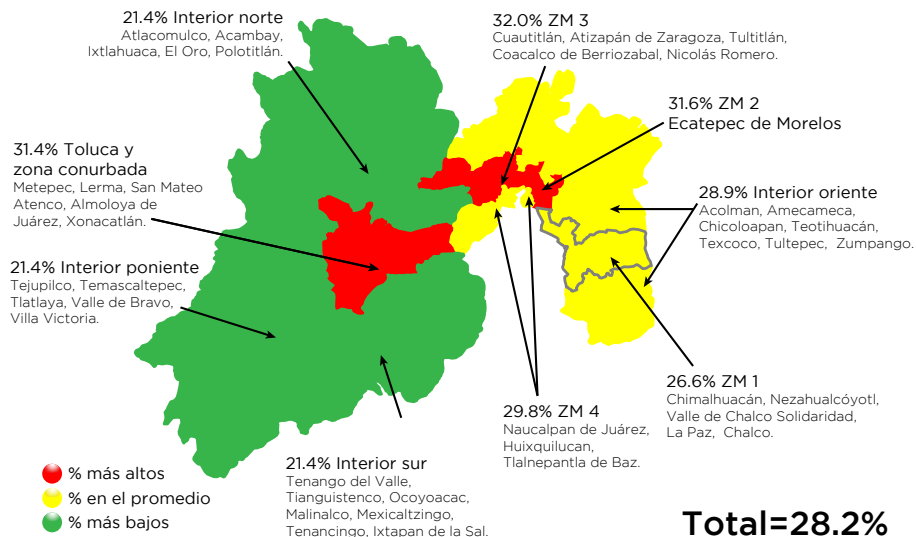 21.4% Interior norte
Atlacomulco, Acambay,
Ixtlahuaca, El Oro, Polotitlán.
32.0% ZM 3
Cuautitlán, Atizapán de Zaragoza, Tultitlán,
Coacalco de Berriozabal, Nicolás Romero.
31.6% ZM 2
Ecatepec de Morelos
31.4% Toluca y
zona conurbada
Metepec, Lerma, San Mateo
Atenco, Almoloya de
Juárez, Xonacatlán.
28.9% Interior oriente
Acolman, Amecameca,
Chicoloapan, Teotihuacán,
Texcoco, Tultepec, Zumpango.
21.4% Interior poniente
Tejupilco, Temascaltepec,
Tlatlaya, Valle de Bravo,
Villa Victoria.
26.6% ZM 1
Chimalhuacán, Nezahualcóyotl,
Valle de Chalco Solidaridad,
La Paz, Chalco.
29.8% ZM 4
Naucalpan de Juárez,
Huixquilucan,
Tlalnepantla de Baz.
21.4% Interior sur
Tenango del Valle,
Tianguistenco, Ocoyoacac,
Malinalco, Mexicaltzingo,
Tenancingo, Ixtapan de la Sal.
% más altos
% en el promedio
% más bajos
Total=28.2%